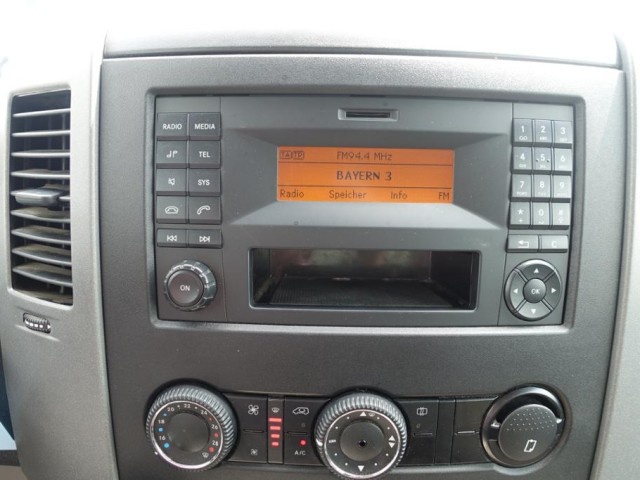 RADIO MEDIA
TEL
SYS
ON
TA TP FM94.4 MHz
BAYERN 3
Radio Speicher Info FM
1 2 3
4 5 6
7 8 9
* 0 #
C
OK
A/C